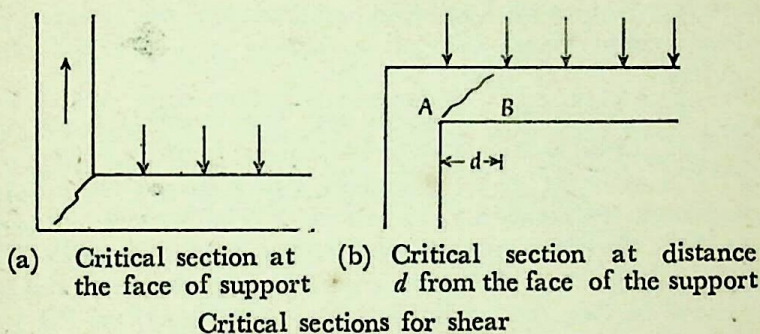 A
B
d
(a) Critical section at
the face of support
(b) Critical section at distance
d from the face of the support
Critical sections for shear